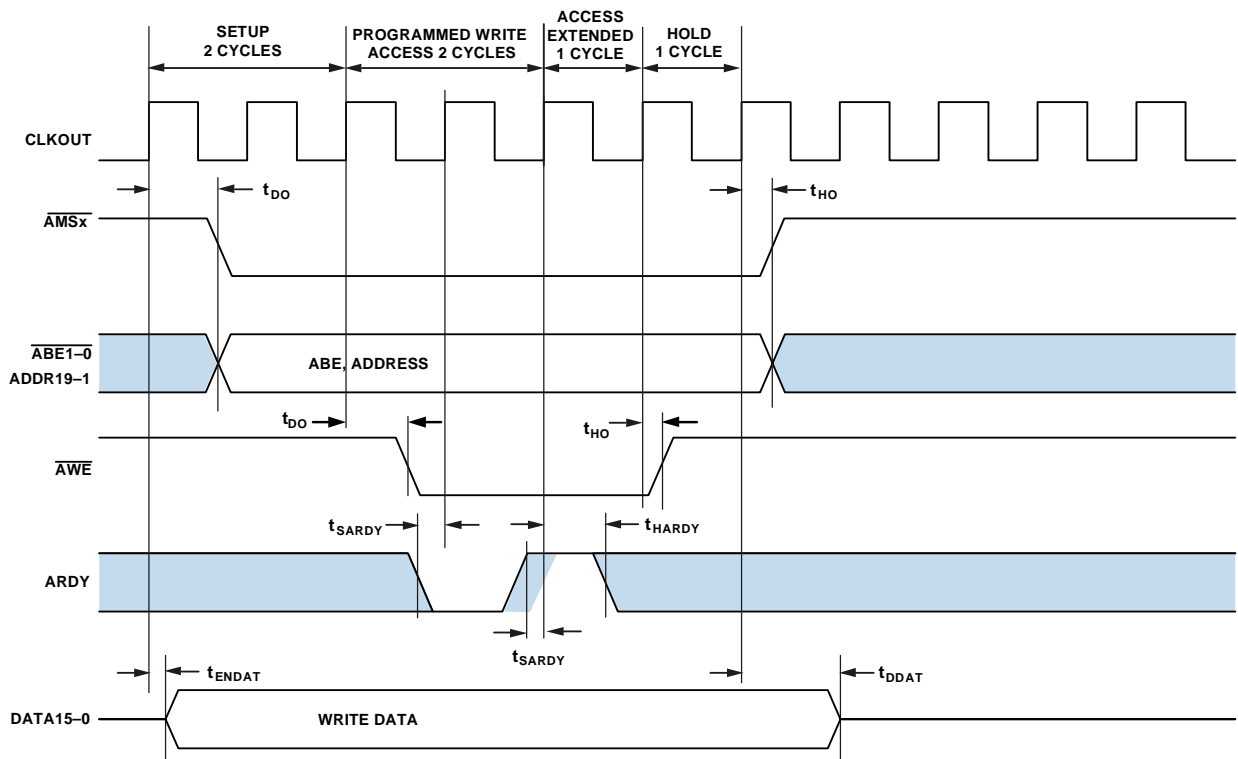 SETUP
2 CYCLES
PROGRAMMED WRITE
ACCESS 2 CYCLES
ACCESS
EXTENDED
1 CYCLE
HOLD
1 CYCLE
CLKOUT
tDO
tHO
AMSx
ABE1–0
ADDR19–1
ABE, ADDRESS
tDO
tHO
AWE
tSARDY
tHARDY
ARDY
tSARDY
tENDAT
tDDAT
DATA15–0
WRITE DATA